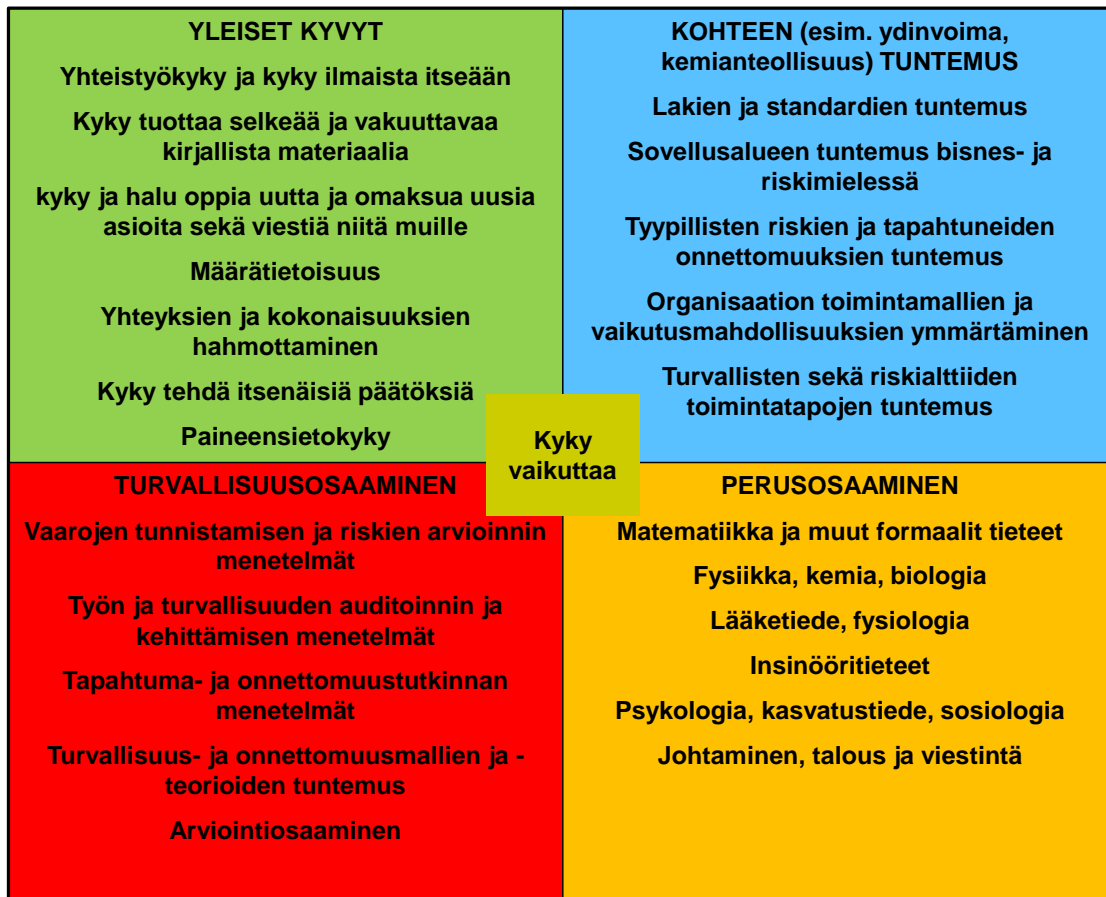 YLEISET KYVYT
Yhteistyökyky ja kyky ilmaista itseään
Kyky tuottaa selkeää ja vakuuttavaa
kirjallista materiaalia
kyky ja halu oppia uutta ja omaksua uusia
asioita sekä viestiä niitä muille
Määrätietoisuus
Yhteyksien ja kokonaisuuksien
hahmottaminen
Kyky tehdä itsenäisiä päätöksiä
Paineensietokyky
KOHTEEN (esim. ydinvoima,
kemianteollisuus) TUNTEMUS
Lakien ja standardien tuntemus
Sovellusalueen tuntemus bisnes- ja
riskimielessä
Tyypillisten riskien ja tapahtuneiden
onnettomuuksien tuntemus
Organisaation toimintamallien ja
vaikutusmahdollisuuksien ymmärtäminen
Turvallisten sekä riskialttiiden
toimintatapojen tuntemus
Kyky
vaikuttaa
TURVALLISUUSOSAAMINEN
Vaarojen tunnistamisen ja riskien arvioinnin
menetelmät
Työn ja turvallisuuden auditoinnin ja
kehittämisen menetelmät
Tapahtuma- ja onnettomuustutkinnan
menetelmät
Turvallisuus- ja onnettomuusmallien ja -
teorioiden tuntemus
Arviointiosaaminen
PERUSOSAAMINEN
Matematiikka ja muut formaalit tieteet
Fysiikka, kemia, biologia
Lååketiede, fysiologia
Insinööritieteet
Psykologia, kasvatustiede, sosiologia
Johtaminen, talous ja viestintä